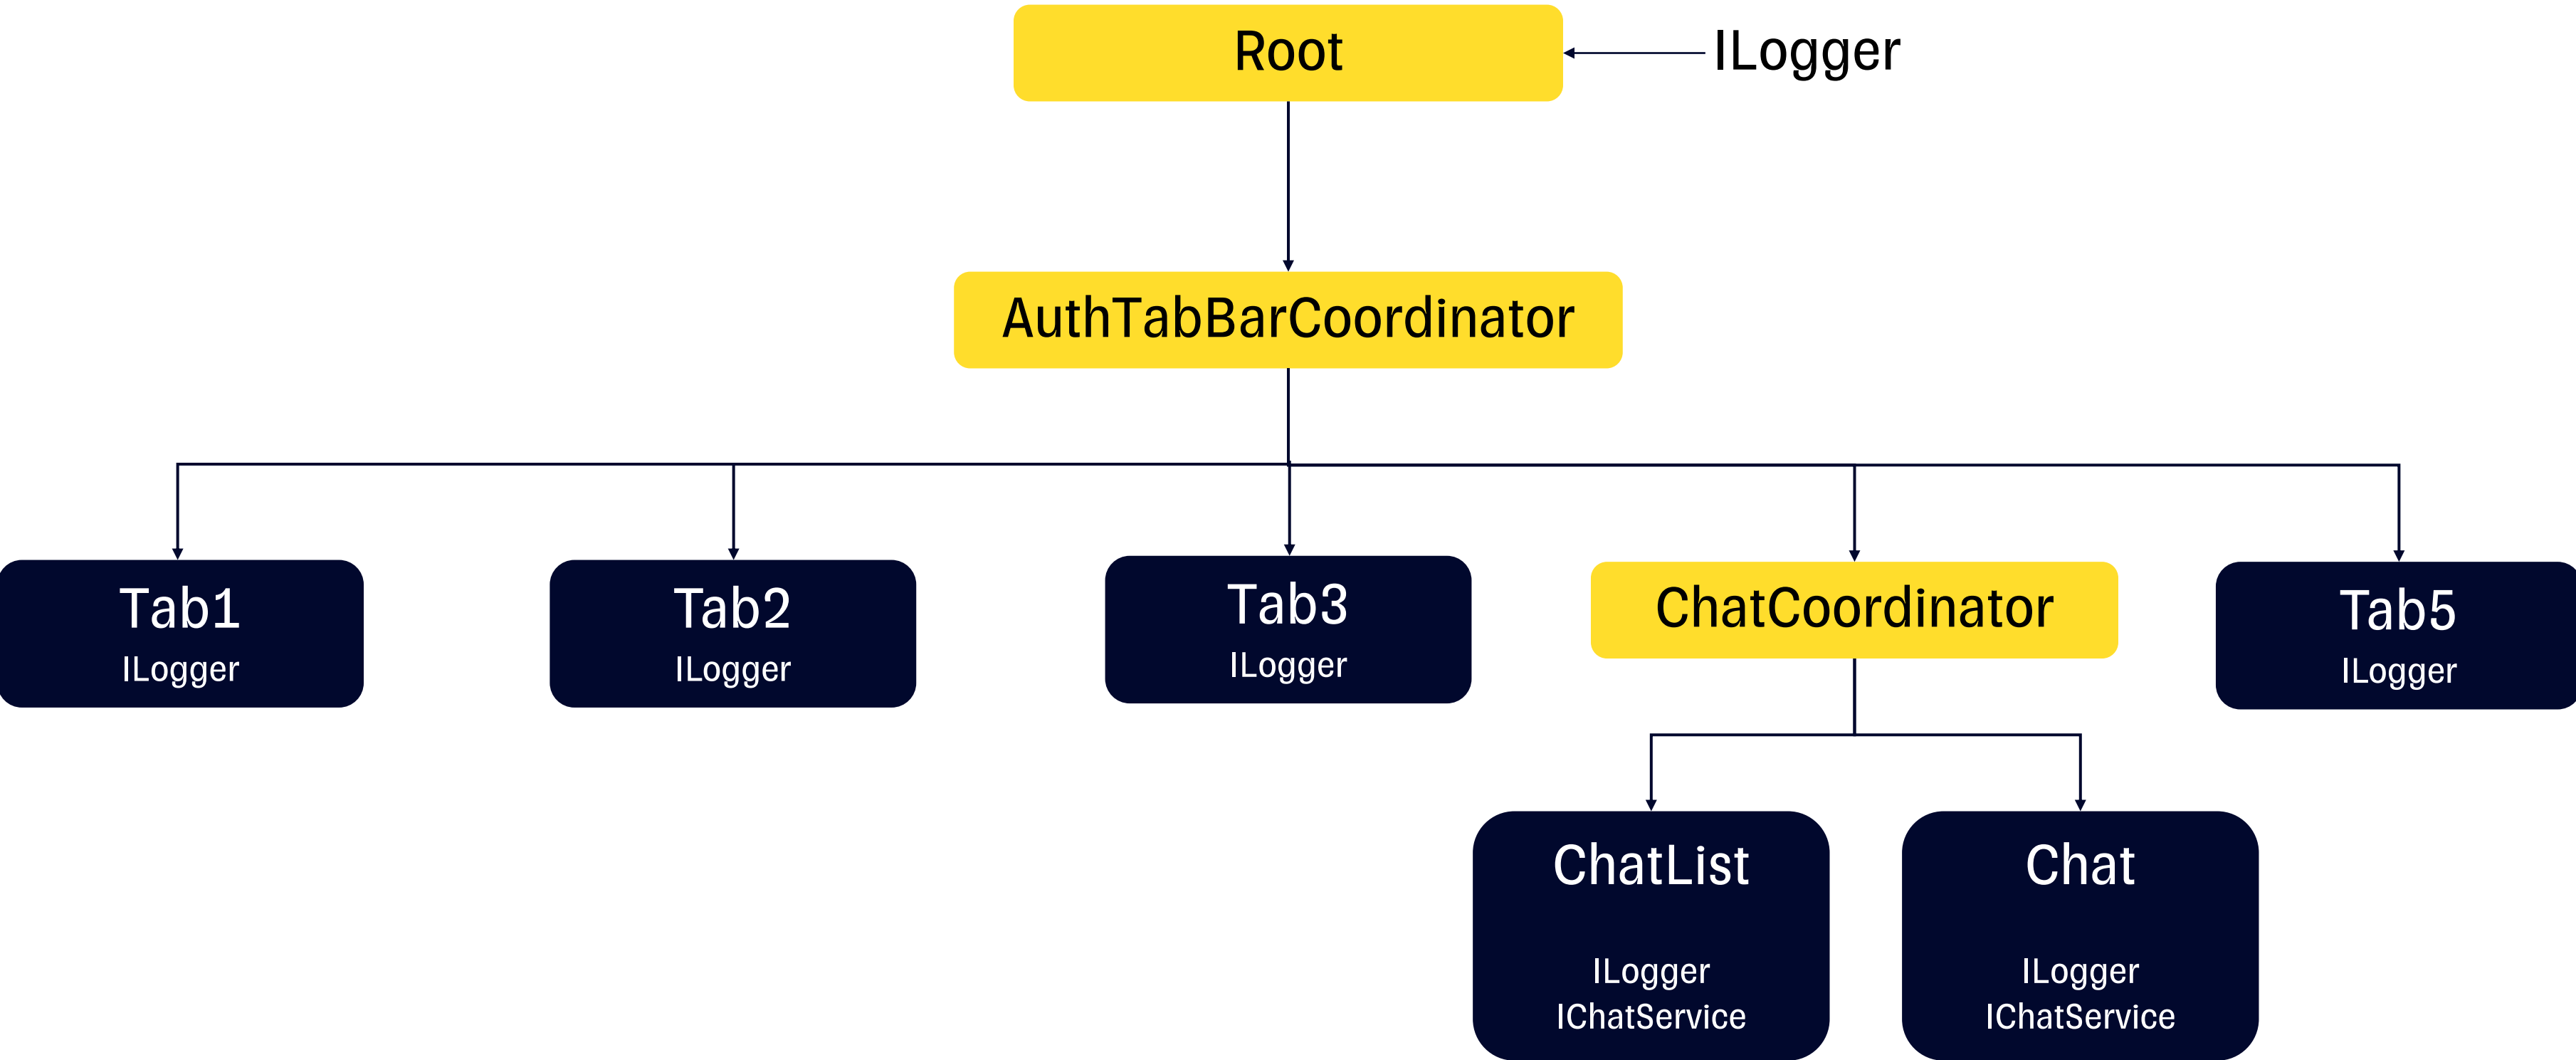 Root
ILogger
AuthTabBarCoordinator
Tab1
ILogger
Tab2
ILogger
Tab3
ILogger
ChatCoordinator
Tab5
ILogger
ChatList
ILogger
IChatService
Chat
ILogger
IChatService